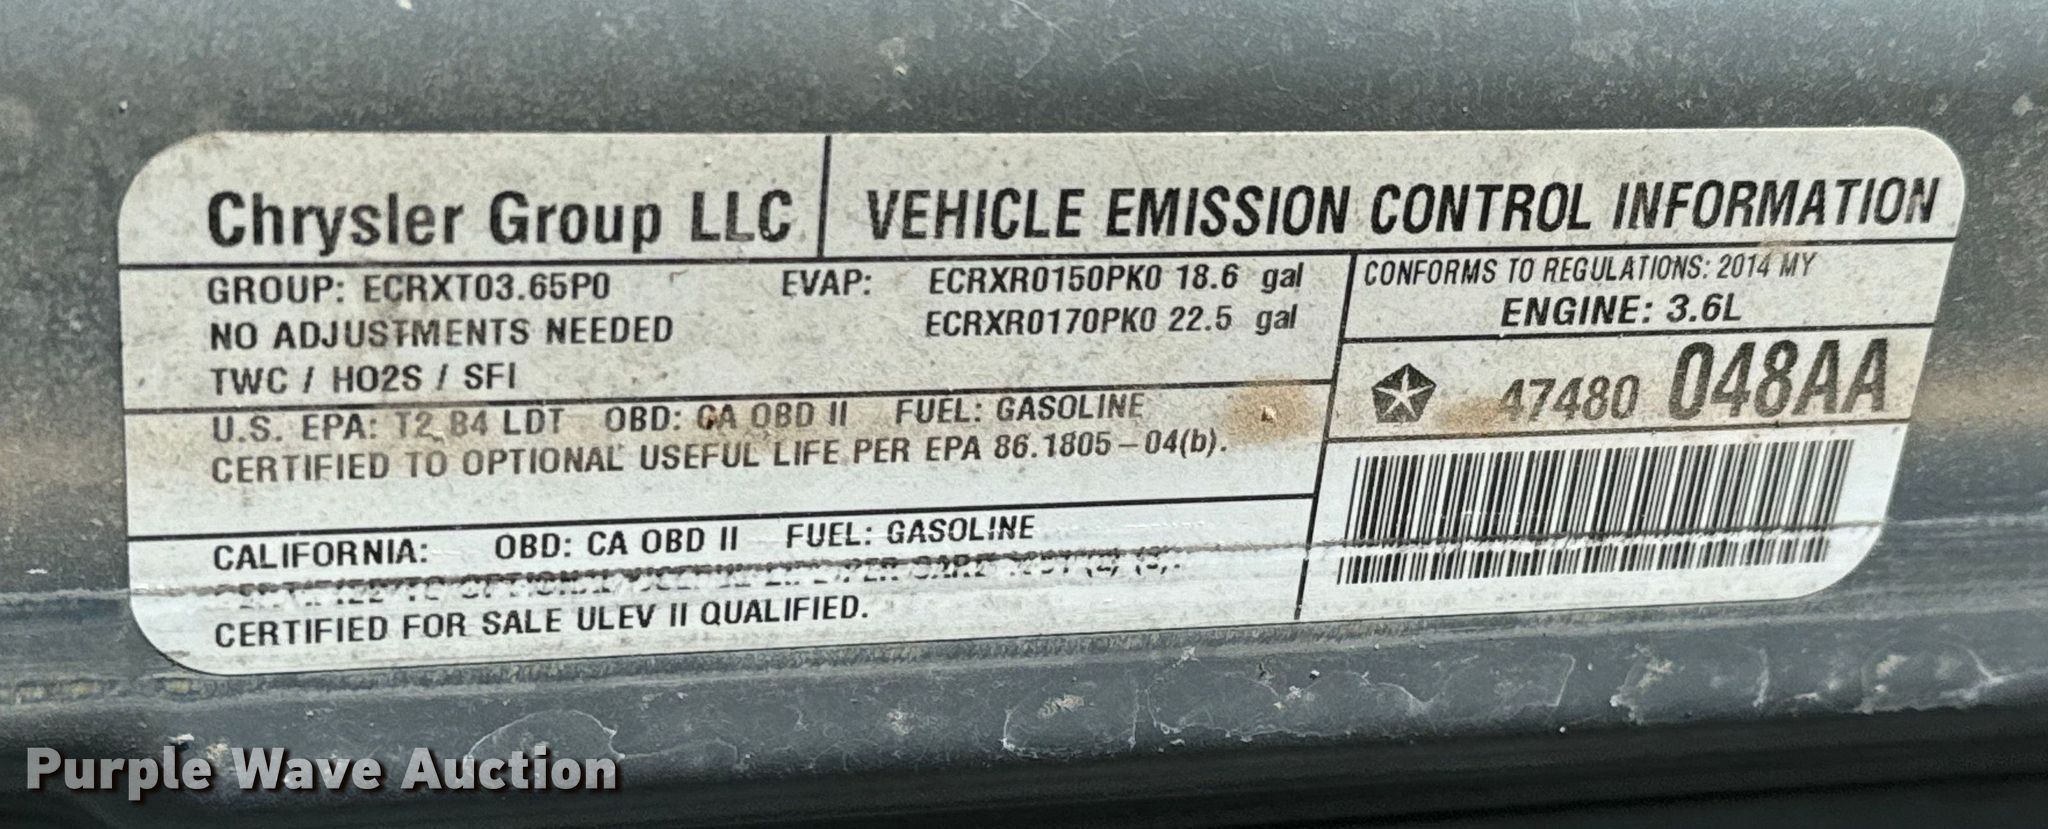 Chrysler Group LLC
VEHICLE EMISSION CONTROL INFORMATION
GROUP: ECRXT03.65P0
NO ADJUSTMENTS NEEDED
TWC / HO2S / SFI
EVAP: ECRXR0150PK0 18.6 gal
ECRXR0170PK0 22.5 gal
CONFORMS TO REGULATIONS: 2014 MY
ENGINE: 3.6L
47480 048AA
U.S. EPA: T2 B4 LDT OBD: CA OBD II FUEL: GASOLINE
CERTIFIED TO OPTIONAL USEFUL LIFE PER EPA 86.1805-04(b).
CALIFORNIA: OBD: CA OBD II FUEL: GASOLINE
CERTIFIED TO OPTIONAL
CERTIFIED FOR SALE ULEV II QUALIFIED.
Purple Wave Auction